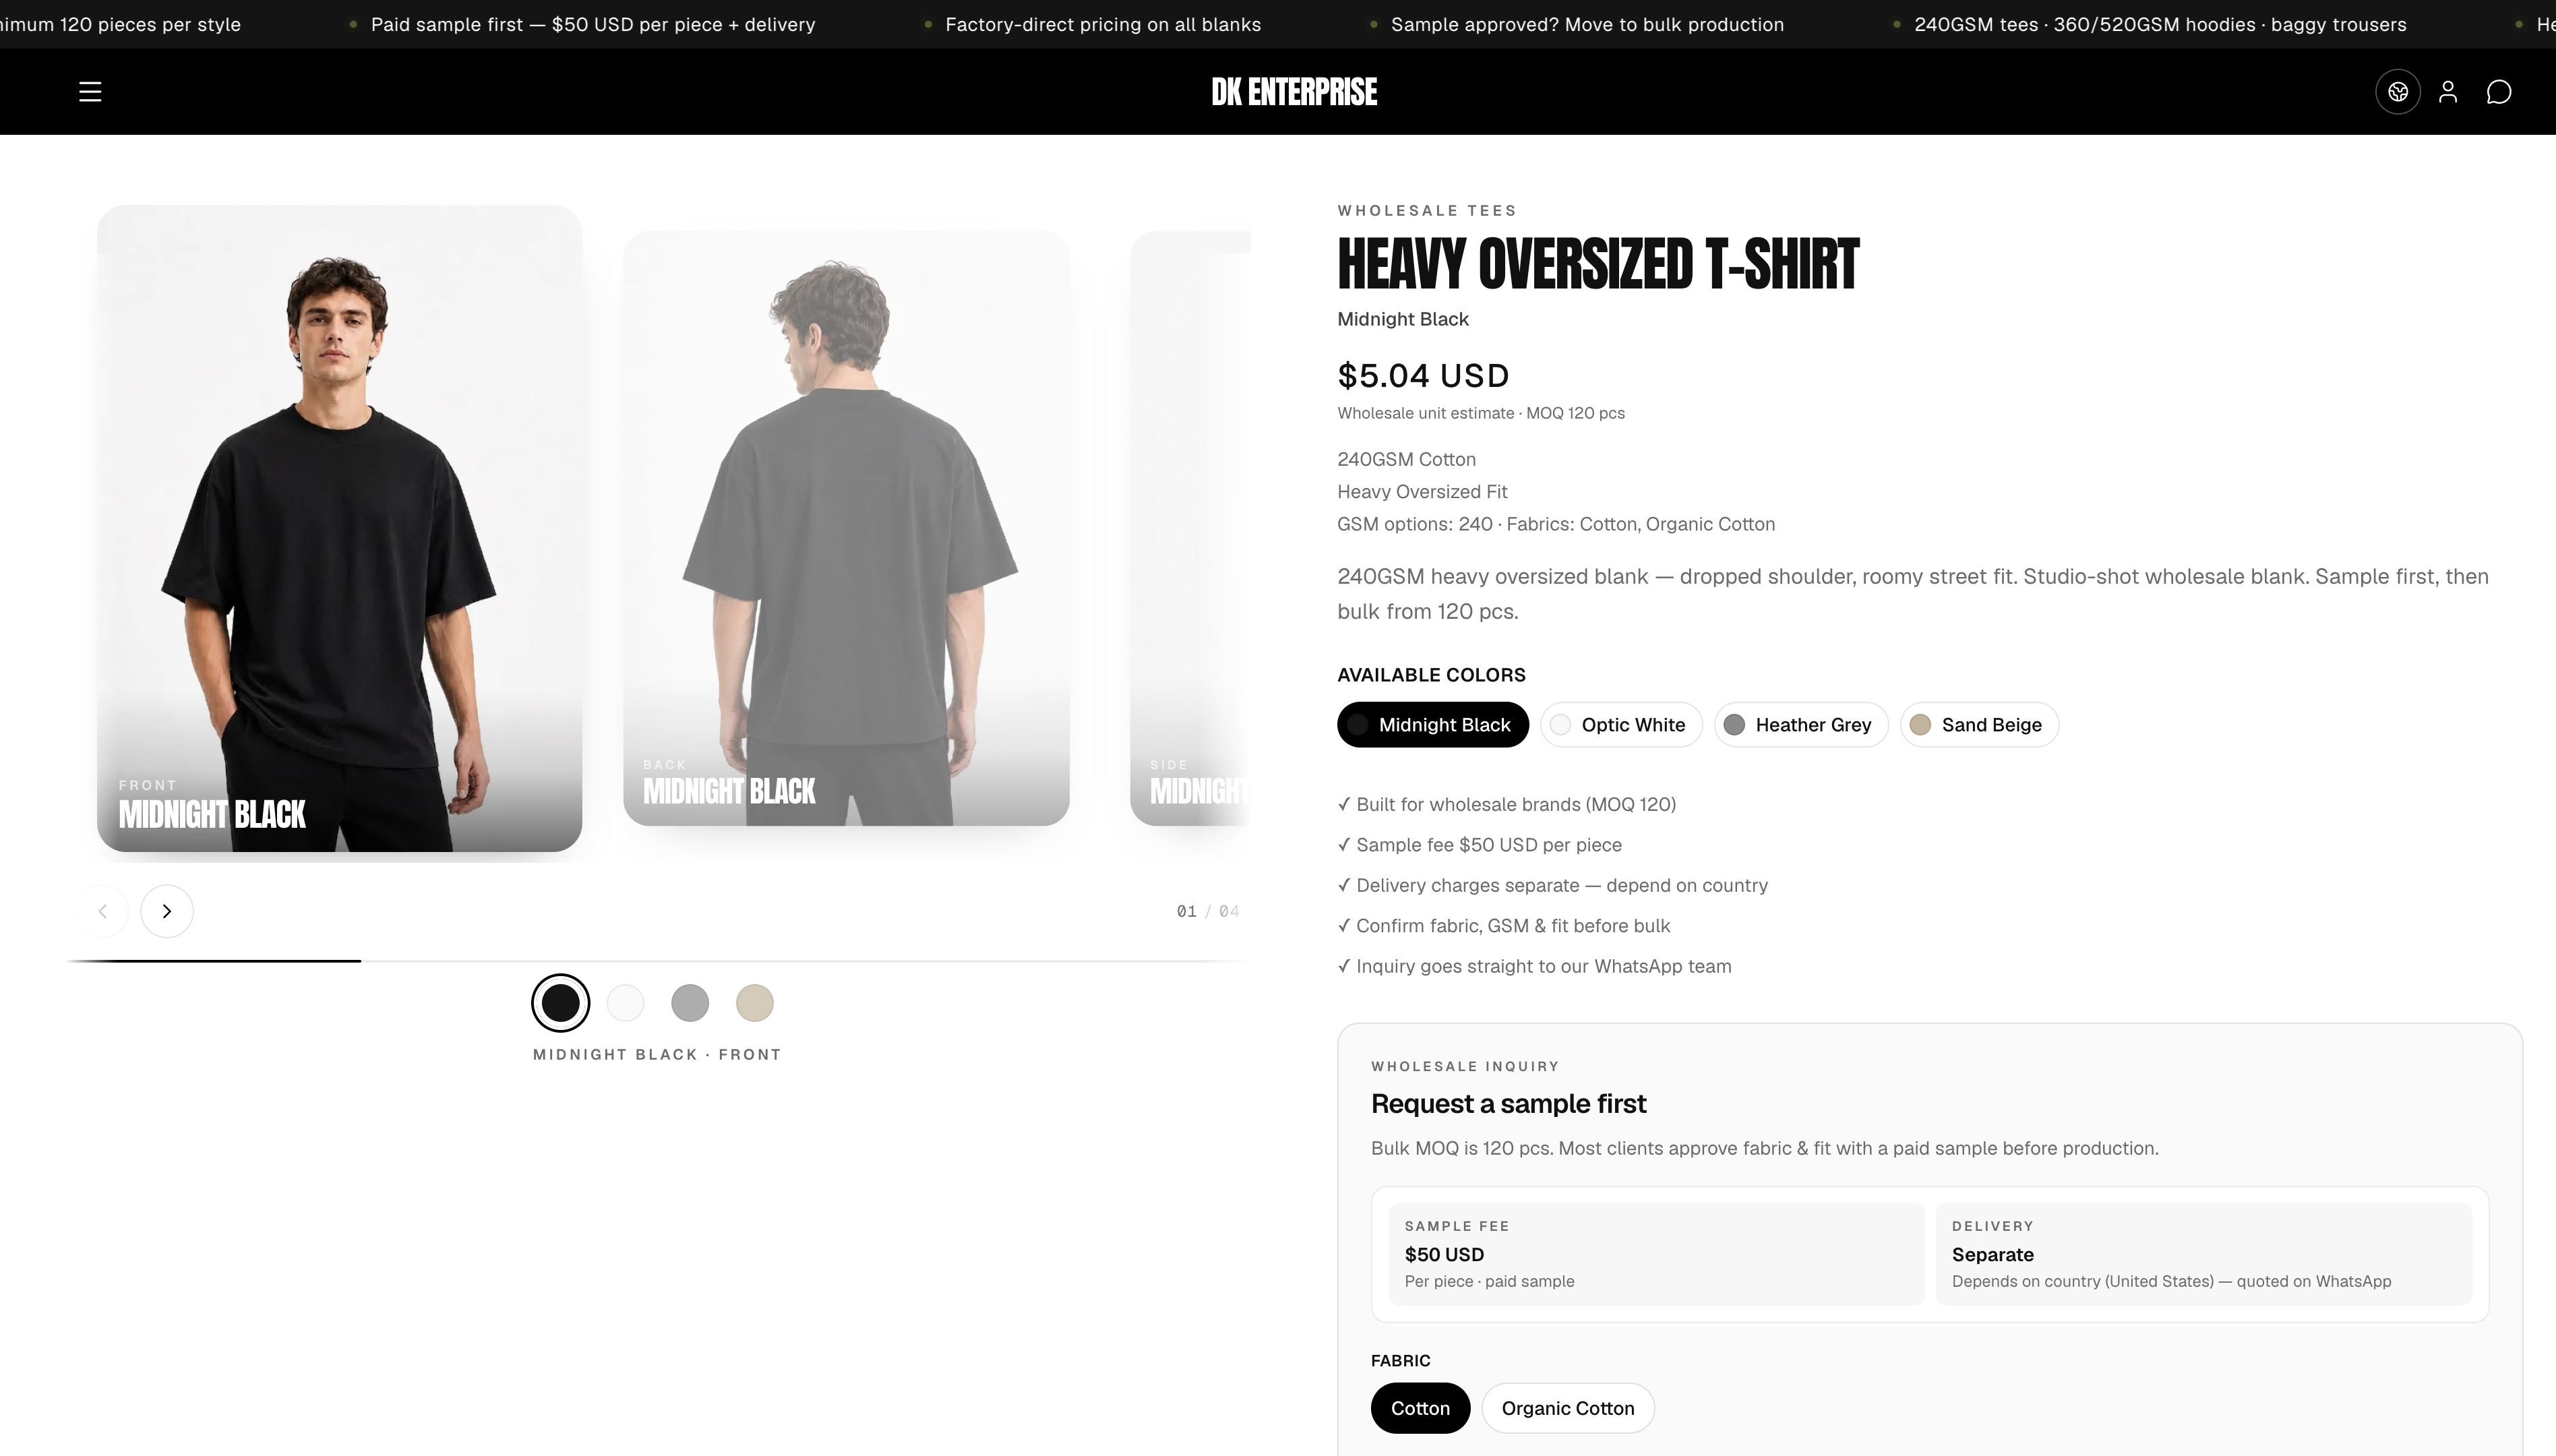 pieces per style
Paid sample first — $50 USD per piece + delivery
Factory-direct pricing on all blanks
Sample approved? Move to bulk production
240GSM tees · 360/520GSM hoodies · baggy trousers
DK ENTERPRISE
FRONT
MIDNIGHT BLACK
BACK
MIDNIGHT BLACK
SIDE
MIDNIGHT
01 / 04
MIDNIGHT BLACK · FRONT
WHOLESALE TEES
HEAVY OVERSIZED T-SHIRT
Midnight Black
$5.04 USD
Wholesale unit estimate · MOQ 120 pcs
240GSM Cotton
Heavy Oversized Fit
GSM options: 240 · Fabrics: Cotton, Organic Cotton
240GSM heavy oversized blank — dropped shoulder, roomy street fit. Studio-shot wholesale blank. Sample first, then
bulk from 120 pcs.
AVAILABLE COLORS
Midnight Black
Optic White
Heather Grey
Sand Beige
✓ Built for wholesale brands (MOQ 120)
✓ Sample fee $50 USD per piece
✓ Delivery charges separate — depend on country
✓ Confirm fabric, GSM & fit before bulk
✓ Inquiry goes straight to our WhatsApp team
WHOLESALE INQUIRY
Request a sample first
Bulk MOQ is 120 pcs. Most clients approve fabric & fit with a paid sample before production.
SAMPLE FEE
$50 USD
Per piece · paid sample
DELIVERY
Separate
Depends on country (United States) — quoted on WhatsApp
FABRIC
Cotton
Organic Cotton